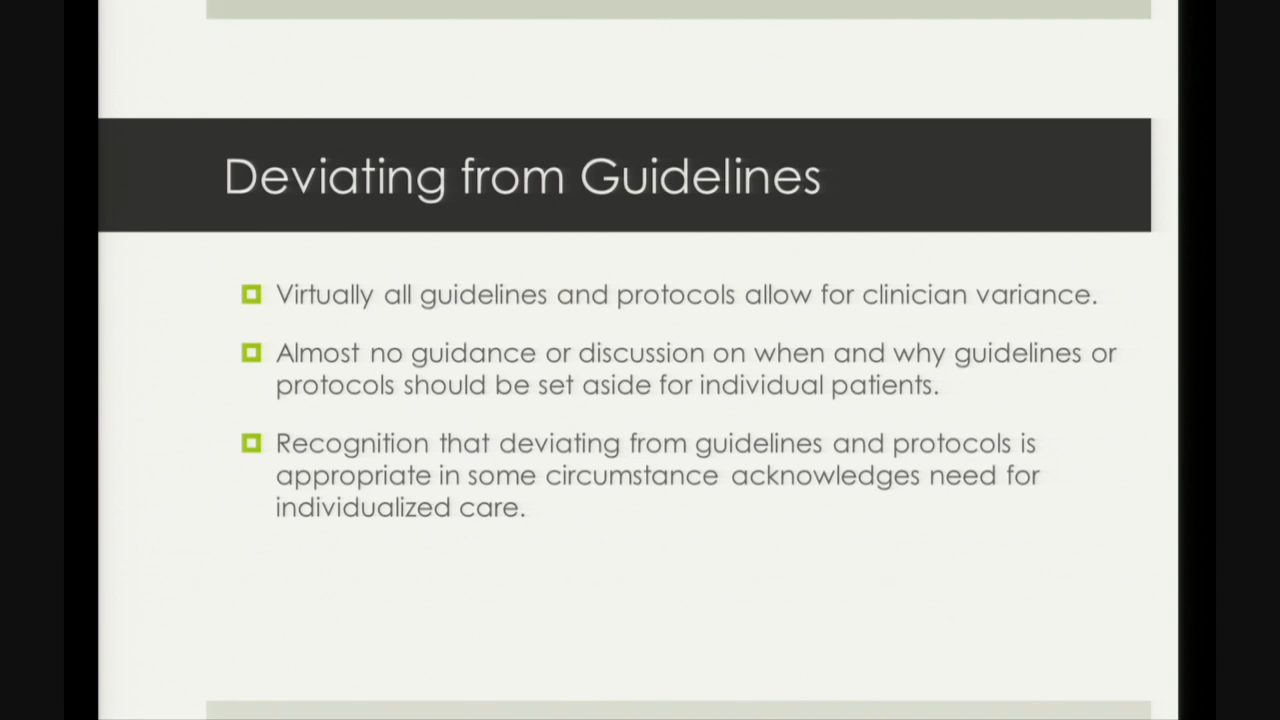 Deviating from Guidelines
Virtually all guidelines and protocols allow for clinician variance.
Almost no guidance or discussion on when and why guidelines or
protocols should be set aside for individual patients.
Recognition that deviating from guidelines and protocols is
appropriate in some circumstance acknowledges need for
individualized care.